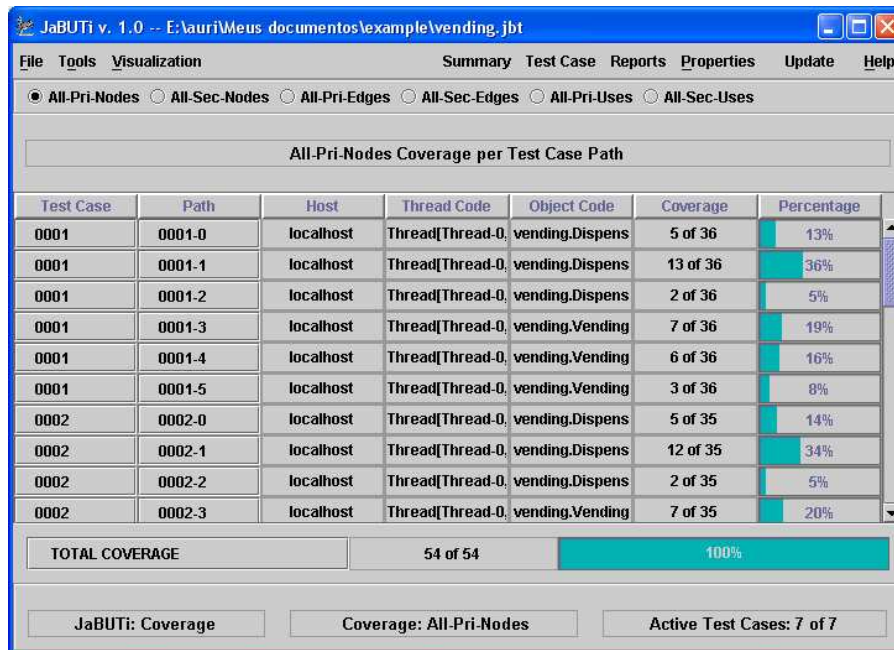 JaBUTi v. 1.0 -- E:\auri\Meus documentos\example\vending.jbt
File Tools Visualization Summary Test Case Reports Properties Update Help
All-Pri-Nodes All-Sec-Nodes All-Pri-Edges All-Sec-Edges All-Pri-Uses All-Sec-Uses
All-Pri-Nodes Coverage per Test Case Path
Test Case Path Host Thread Code Object Code Coverage Percentage
0001 0001-0 localhost Thread[Thread-0, vending.Dispens 5 of 36 13%
0001 0001-1 localhost Thread[Thread-0, vending.Dispens 13 of 36 36%
0001 0001-2 localhost Thread[Thread-0, vending.Dispens 2 of 36 5%
0001 0001-3 localhost Thread[Thread-0, vending.Vending 7 of 36 19%
0001 0001-4 localhost Thread[Thread-0, vending.Vending 6 of 36 16%
0001 0001-5 localhost Thread[Thread-0, vending.Vending 3 of 36 8%
0002 0002-0 localhost Thread[Thread-0, vending.Dispens 5 of 35 14%
0002 0002-1 localhost Thread[Thread-0, vending.Dispens 12 of 35 34%
0002 0002-2 localhost Thread[Thread-0, vending.Dispens 2 of 35 5%
0002 0002-3 localhost Thread[Thread-0, vending.Vending 7 of 35 20%
TOTAL COVERAGE 54 of 54 100%
JaBUTi: Coverage Coverage: All-Pri-Nodes Active Test Cases: 7 of 7